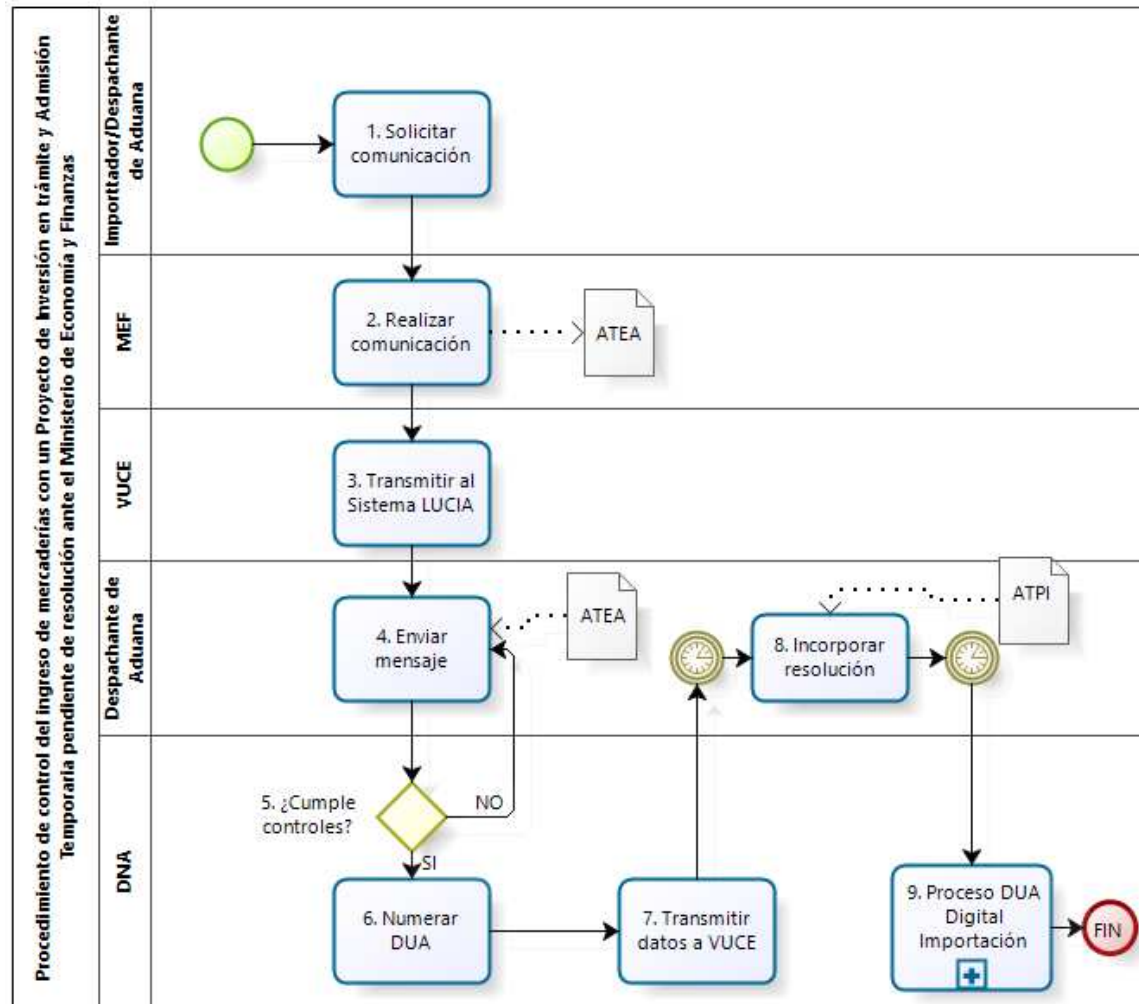 Procedimiento de control del ingreso de mercaderías con un Proyecto de Inversión en trámite y Admisión
Temporaria pendiente de resolución ante el Ministerio de Economía y Finanzas
Importtador/Despachante
de Aduana
1. Solicitar
comunicación
MEF
2. Realizar
comunicación
ATEA
VUCE
3. Transmitir al
Sistema LUCIA
Despachante de
Aduana
4. Enviar
mensaje
ATEA
8. Incorporar
resolución
ATPI
DNA
5. ¿Cumple
controles?
NO
SI
6. Numerar
DUA
7. Transmitir
datos a VUCE
9. Proceso DUA
Digital
Importación
FIN